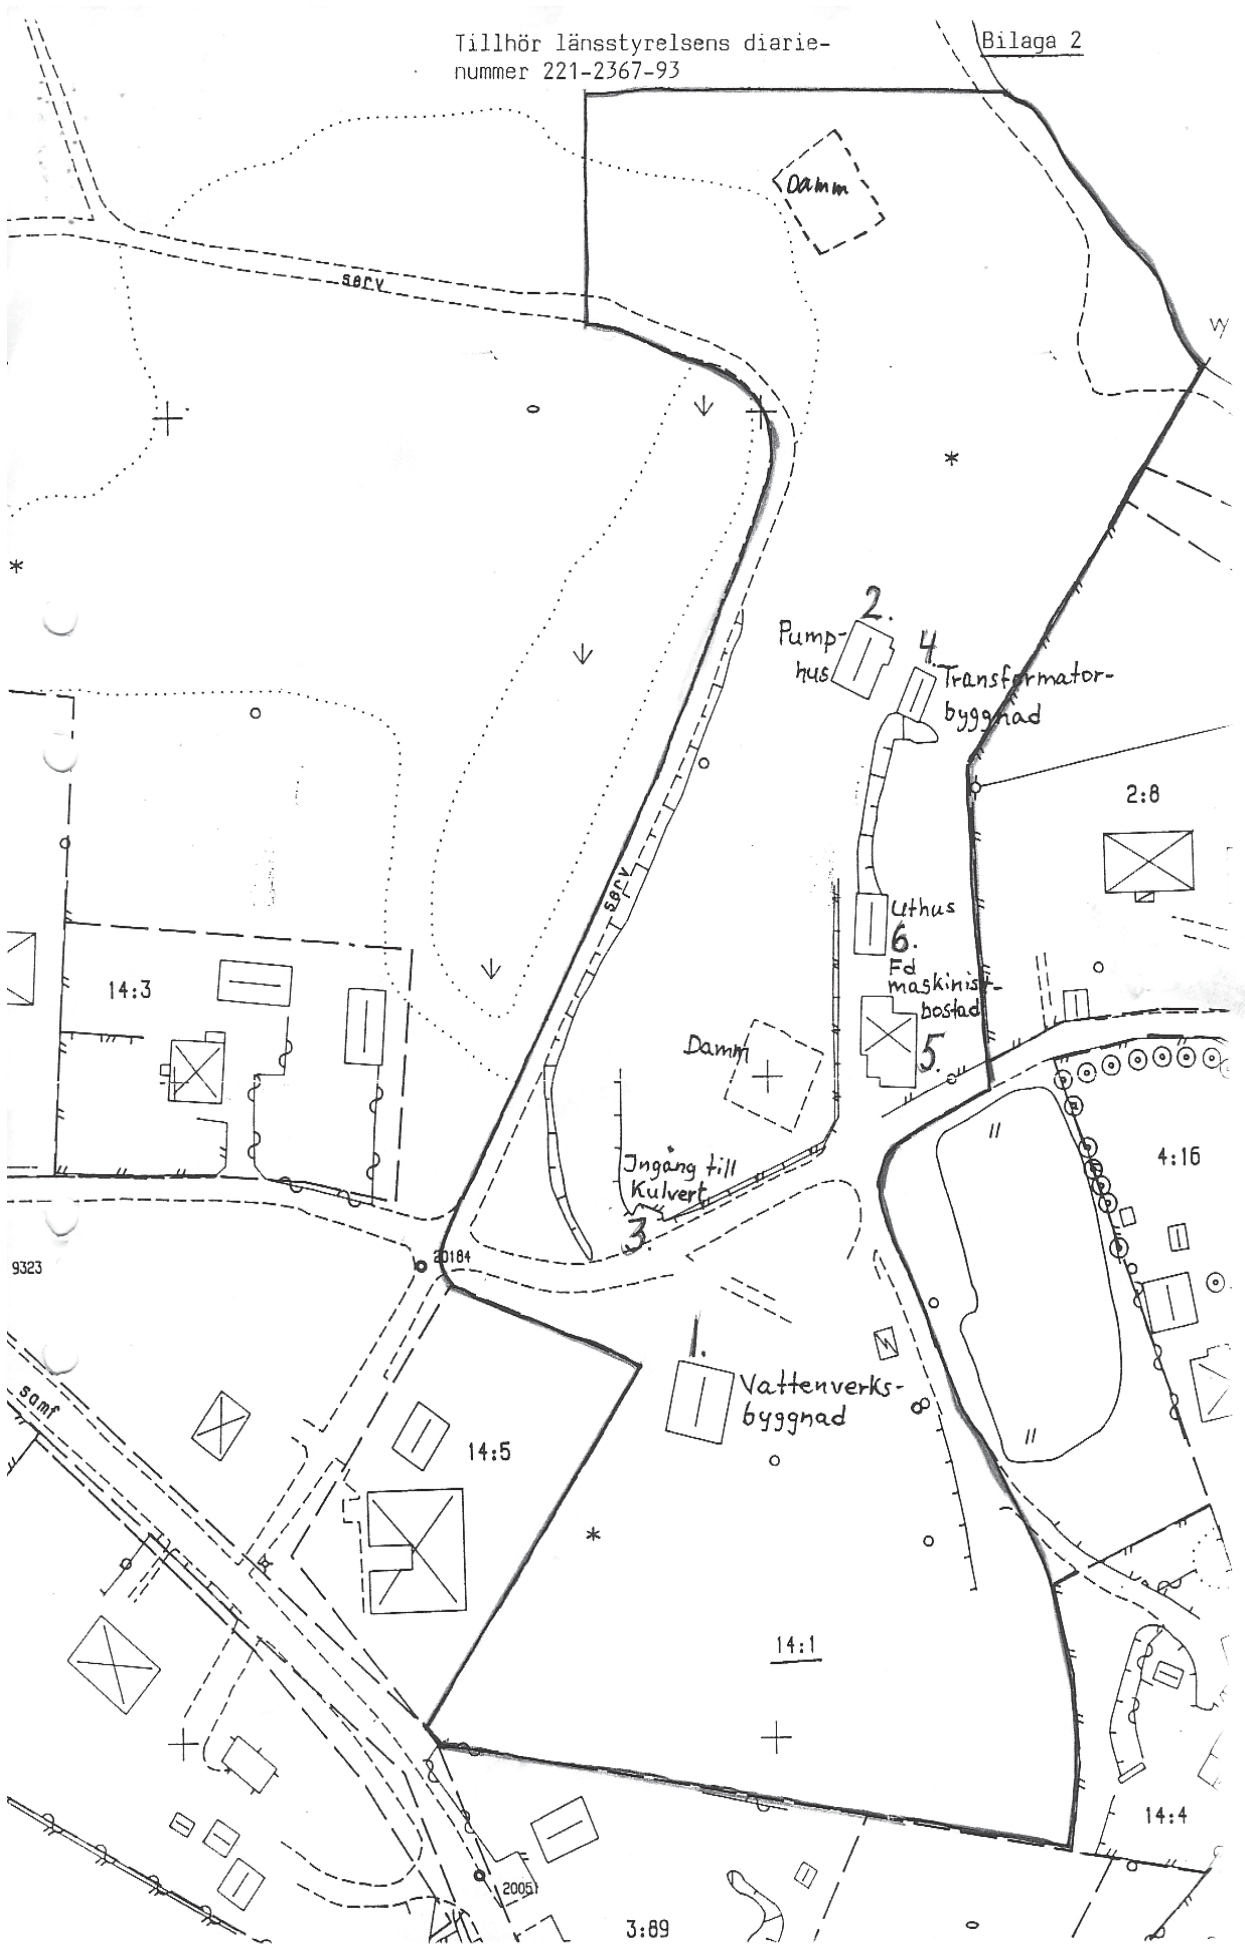 Tillhör länsstyrelsens diarie-
nummer 221-2367-93
Bilaga 2
Damm
serv
2.
Pump-
hus
4.
Transformator-
byggnad
2:8
serv
Uthus
6.
Fd
maskinist-
bostad
5.
14:3
Damm
Ingång till
Kulvert
3.
4:16
20184
9323
1.
Vattenverks-
byggnad
samf
14:5
14:1
14:4
20051
3:89